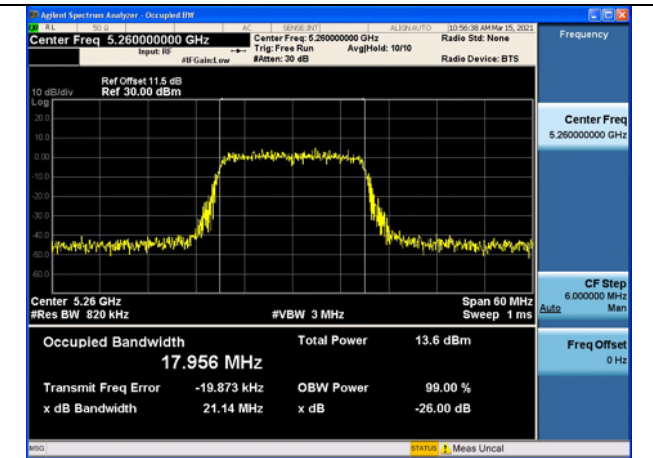 Agilent Spectrum Analyzer - Occupied BW
RL 50 Ω AC SENSE:INT ALIGN AUTO 10:56:38 AM Mar 15, 2021
Center Freq 5.260000000 GHz Center Freq: 5.260000000 GHz Radio Std: None Frequency
Input: RF Trig: Free Run Avg|Hold: 10/10
#IFGain:Low #Atten: 30 dB Radio Device: BTS
Ref Offset 11.5 dB
10 dB/div Ref 30.00 dBm
Log
20.0
10.0
0.00
-10.0
-20.0
-30.0
-40.0
-50.0
-60.0
Center Freq
5.260000000 GHz
Center 5.26 GHz Span 60 MHz
#Res BW 820 kHz #VBW 3 MHz Sweep 1 ms
CF Step
6.000000 MHz
Auto Man
Occupied Bandwidth Total Power 13.6 dBm
17.956 MHz
Freq Offset
0 Hz
Transmit Freq Error -19.873 kHz OBW Power 99.00 %
x dB Bandwidth 21.14 MHz x dB -26.00 dB
MSG STATUS Meas Uncal